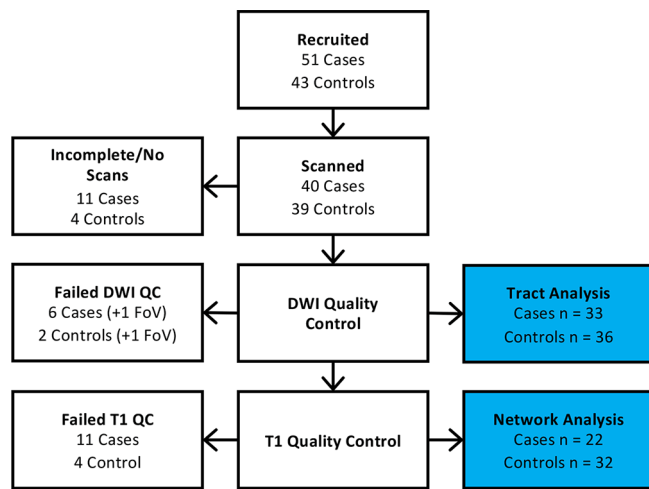 Recruited
51 Cases
43 Controls
Incomplete/No
Scans
11 Cases
4 Controls
Scanned
40 Cases
39 Controls
Failed DWI QC
6 Cases (+1 FoV)
2 Controls (+1 FoV)
DWI Quality
Control
Tract Analysis
Cases n = 33
Controls n = 36
Failed T1 QC
11 Cases
4 Control
T1 Quality Control
Network Analysis
Cases n = 22
Controls n = 32